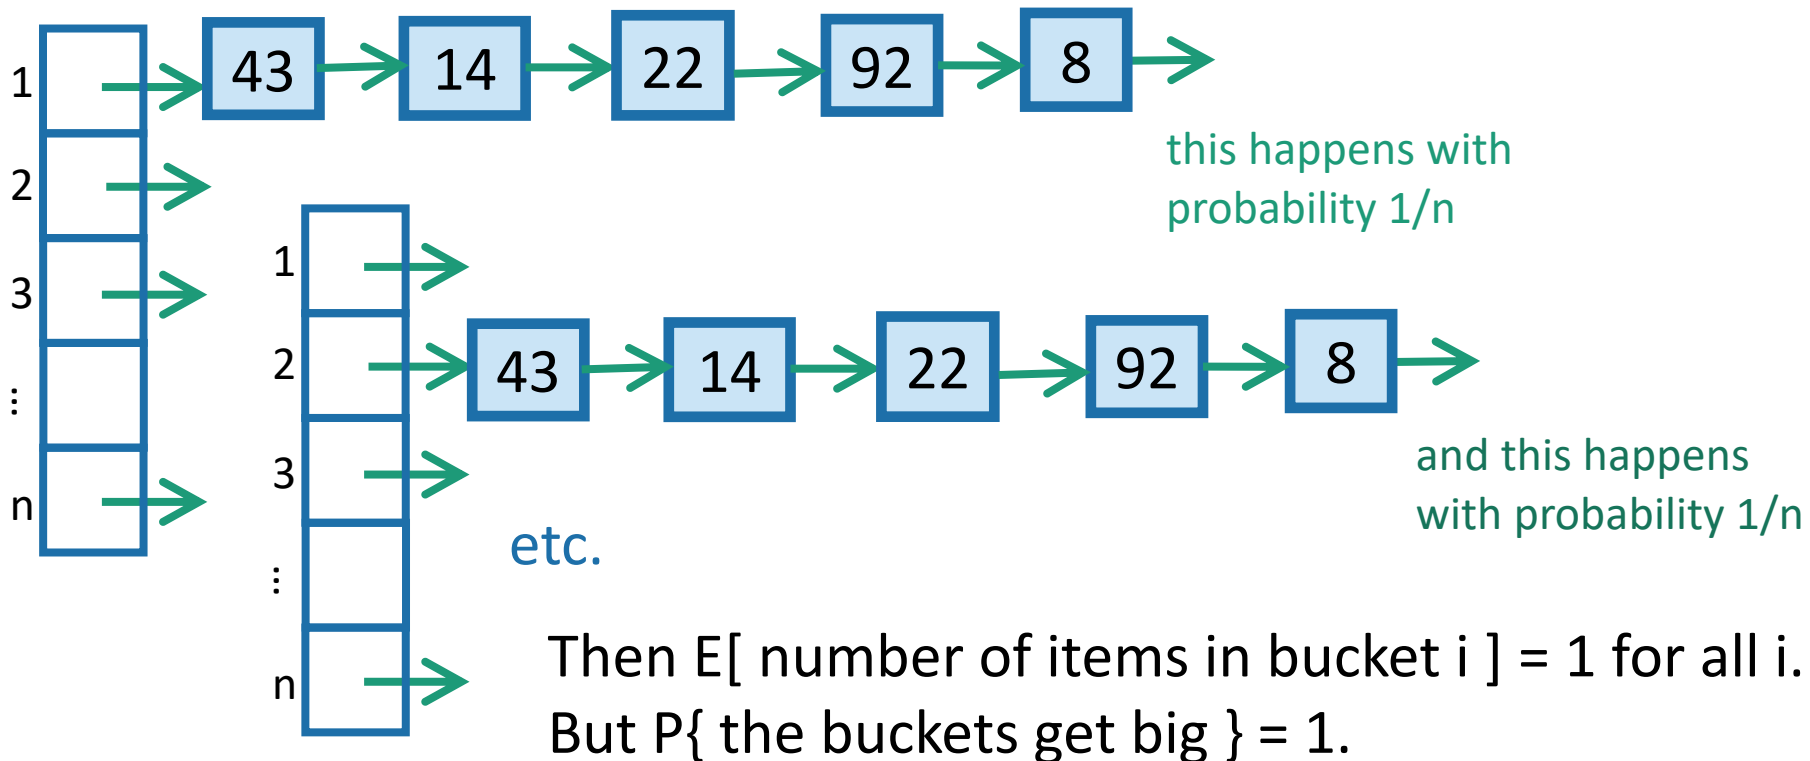 1 43 14 22 92 8
this happens with
probability 1/n
2
3
⋮
n
1
2 43 14 22 92 8
3
⋮
n
and this happens
with probability 1/n
etc.
Then E[ number of items in bucket i ] = 1 for all i.
But P{ the buckets get big } = 1.